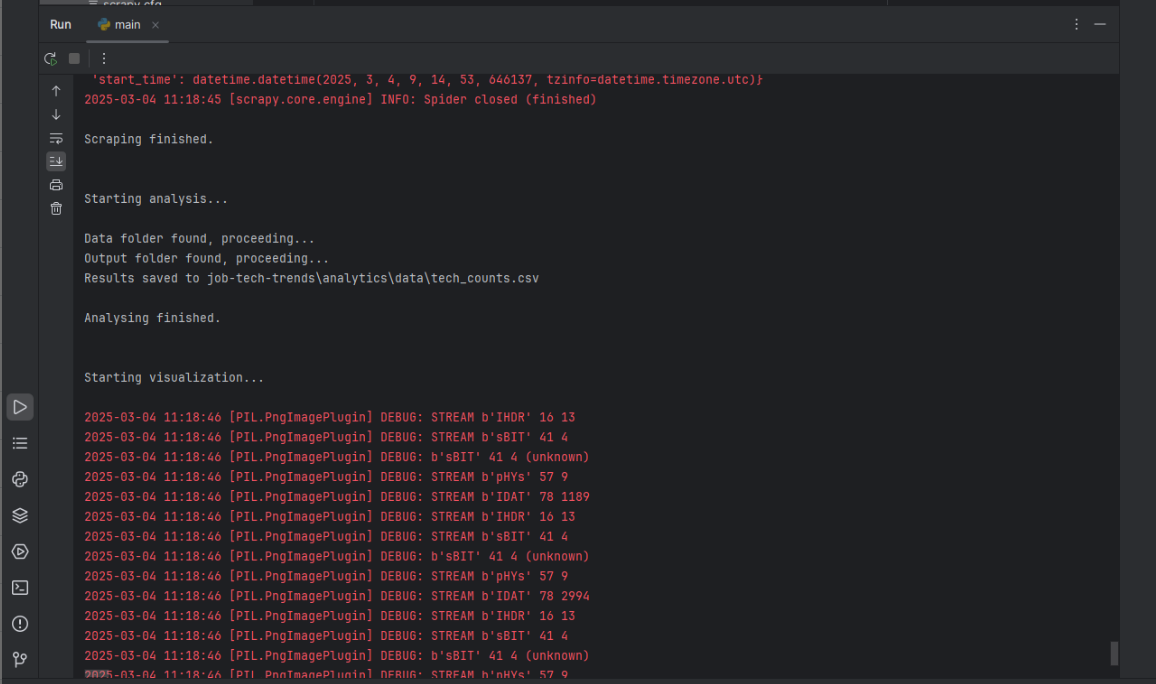 scrapy.cfg
Run main
'start_time': datetime.datetime(2025, 3, 4, 9, 14, 53, 646137, tzinfo=datetime.timezone.utc)}
2025-03-04 11:18:45 [scrapy.core.engine] INFO: Spider closed (finished)
Scraping finished.
Starting analysis...
Data folder found, proceeding...
Output folder found, proceeding...
Results saved to job-tech-trends\analytics\data\tech_counts.csv
Analysing finished.
Starting visualization...
2025-03-04 11:18:46 [PIL.PngImagePlugin] DEBUG: STREAM b'IHDR' 16 13
2025-03-04 11:18:46 [PIL.PngImagePlugin] DEBUG: STREAM b'sBIT' 41 4
2025-03-04 11:18:46 [PIL.PngImagePlugin] DEBUG: b'sBIT' 41 4 (unknown)
2025-03-04 11:18:46 [PIL.PngImagePlugin] DEBUG: STREAM b'pHYs' 57 9
2025-03-04 11:18:46 [PIL.PngImagePlugin] DEBUG: STREAM b'IDAT' 78 1189
2025-03-04 11:18:46 [PIL.PngImagePlugin] DEBUG: STREAM b'IHDR' 16 13
2025-03-04 11:18:46 [PIL.PngImagePlugin] DEBUG: STREAM b'sBIT' 41 4
2025-03-04 11:18:46 [PIL.PngImagePlugin] DEBUG: b'sBIT' 41 4 (unknown)
2025-03-04 11:18:46 [PIL.PngImagePlugin] DEBUG: STREAM b'pHYs' 57 9
2025-03-04 11:18:46 [PIL.PngImagePlugin] DEBUG: STREAM b'IDAT' 78 2994
2025-03-04 11:18:46 [PIL.PngImagePlugin] DEBUG: STREAM b'IHDR' 16 13
2025-03-04 11:18:46 [PIL.PngImagePlugin] DEBUG: STREAM b'sBIT' 41 4
2025-03-04 11:18:46 [PIL.PngImagePlugin] DEBUG: b'sBIT' 41 4 (unknown)
2025-03-04 11:18:46 [PIL.PngImagePlugin] DEBUG: STREAM b'pHYs' 57 9